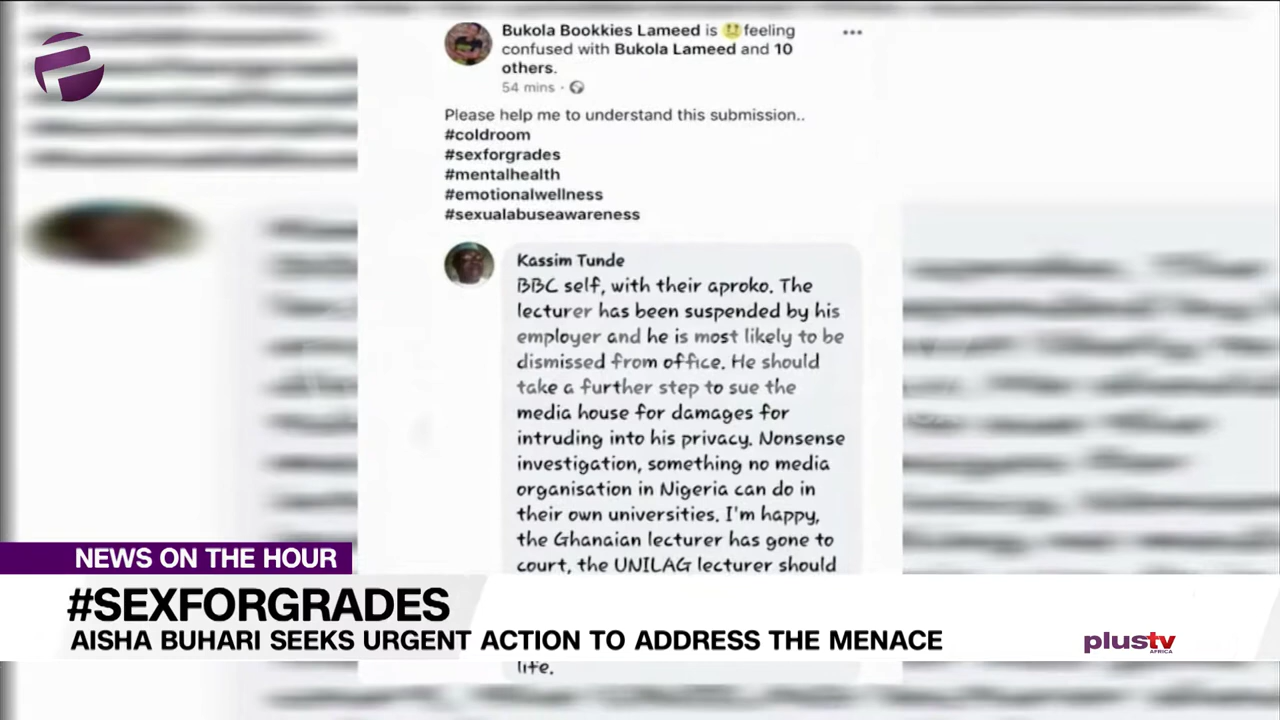 Bukola Bookkies Lameed is feeling
confused with Bukola Lameed and 10
others.
54 mins ·
Please help me to understand this submission..
#coldroom
#sexforgrades
#mentalhealth
#emotionalwellness
#sexualabuseawareness
Kassim Tunde
BBC self, with their aproko. The
lecturer has been suspended by his
employer and he is most likely to be
dismissed from office. He should
take a further step to sue the
media house for damages for
intruding into his privacy. Nonsense
investigation, something no media
organisation in Nigeria can do in
their own universities. I'm happy,
the Ghanaian lecturer has gone to
court, the UNILAG lecturer should
life.
NEWS ON THE HOUR
#SEXFORGRADES
AISHA BUHARI SEEKS URGENT ACTION TO ADDRESS THE MENACE
plustv
AFRICA